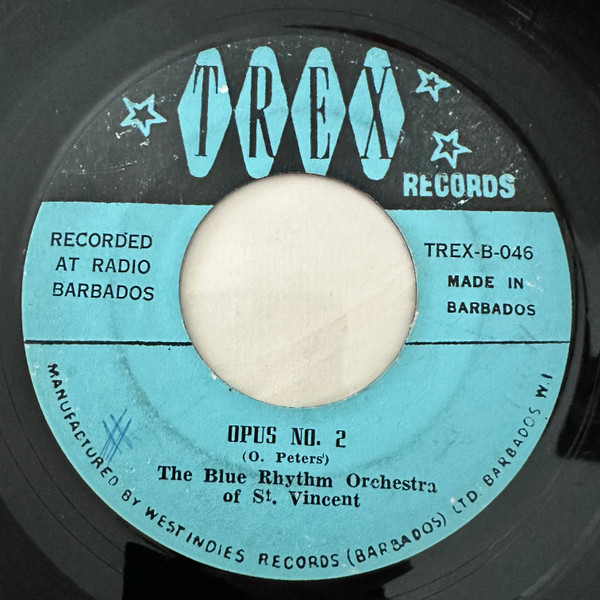 TREX
RECORDS
RECORDED
AT RADIO
BARBADOS
TREX-B-046
MADE IN
BARBADOS
OPUS NO. 2
(O. Peters)
The Blue Rhythm Orchestra
of St. Vincent
MANUFACTURED BY WEST INDIES RECORDS (BARBADOS) LTD. BARBADOS W.I